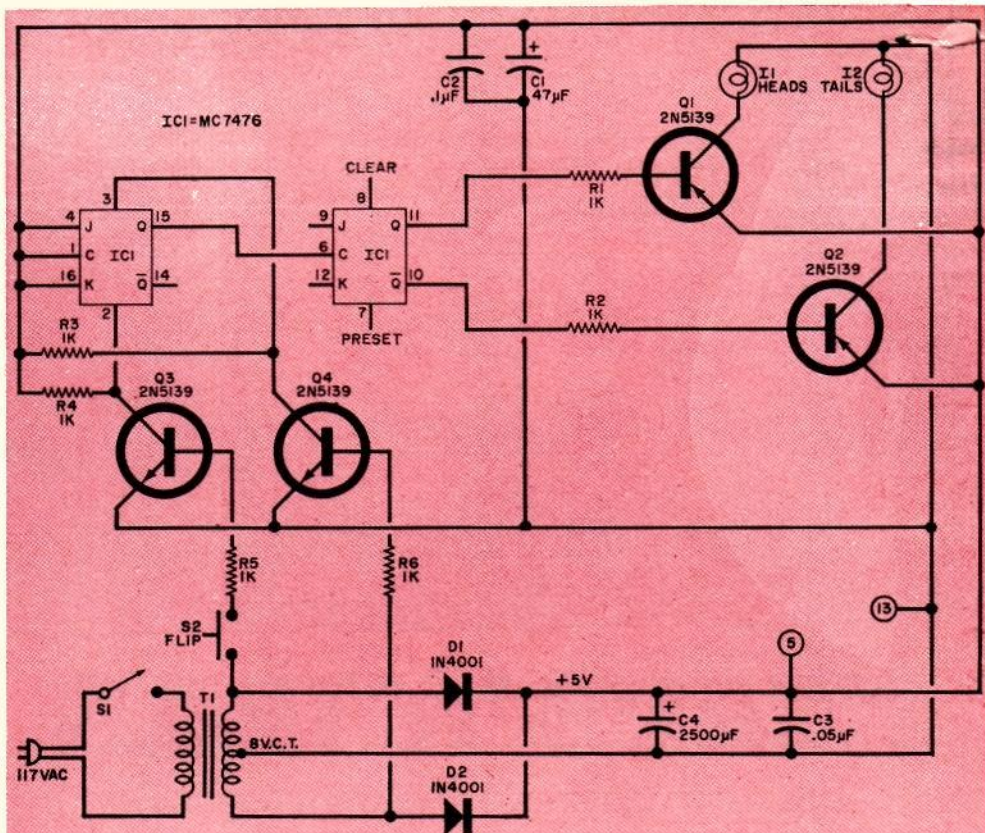 C2
.1µF
+
C1
47µF
I1
HEADS
I2
TAILS
Q1
2N5139
IC1=MC7476
CLEAR
3
8
4 J Q 15
1 C IC1
16 K Q̅ 14
2
9 J Q 11
6 C IC1
12 K Q̅ 10
7
PRESET
R1
1K
Q2
2N5139
R2
1K
R3
1K
R4
1K
Q3
2N5139
Q4
2N5139
R5
1K
R6
1K
S2
FLIP
13
5
D1
1N4001
+5V
S1
T1
+
C4
2500µF
C3
.05µF
8V.C.T.
117VAC
D2
1N4001